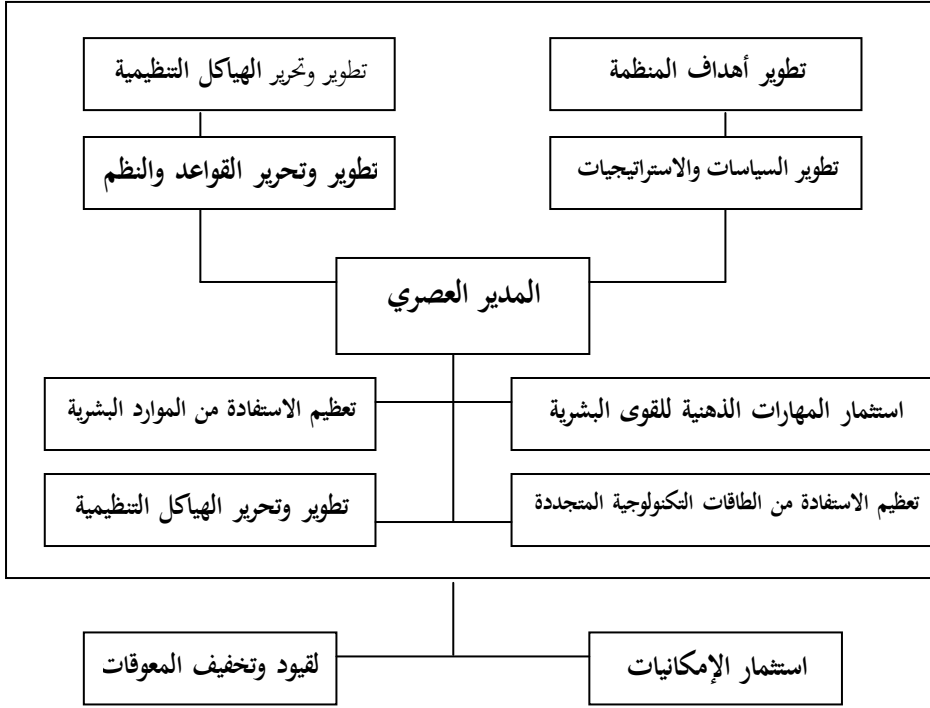 تطوير أهداف المنظمة
تطوير وتحرير الهياكل التنظيمية
تطوير السياسات والاستراتيجيات
تطوير وتحرير القواعد والنظم
المدير العصري
استثمار المهارات الذهنية للقوى البشرية
تعظيم الاستفادة من الموارد البشرية
تعظيم الاستفادة من الطاقات التكنولوجية المتجددة
تطوير وتحرير الهياكل التنظيمية
استثمار الإمكانيات
لقيود وتخفيف المعوقات